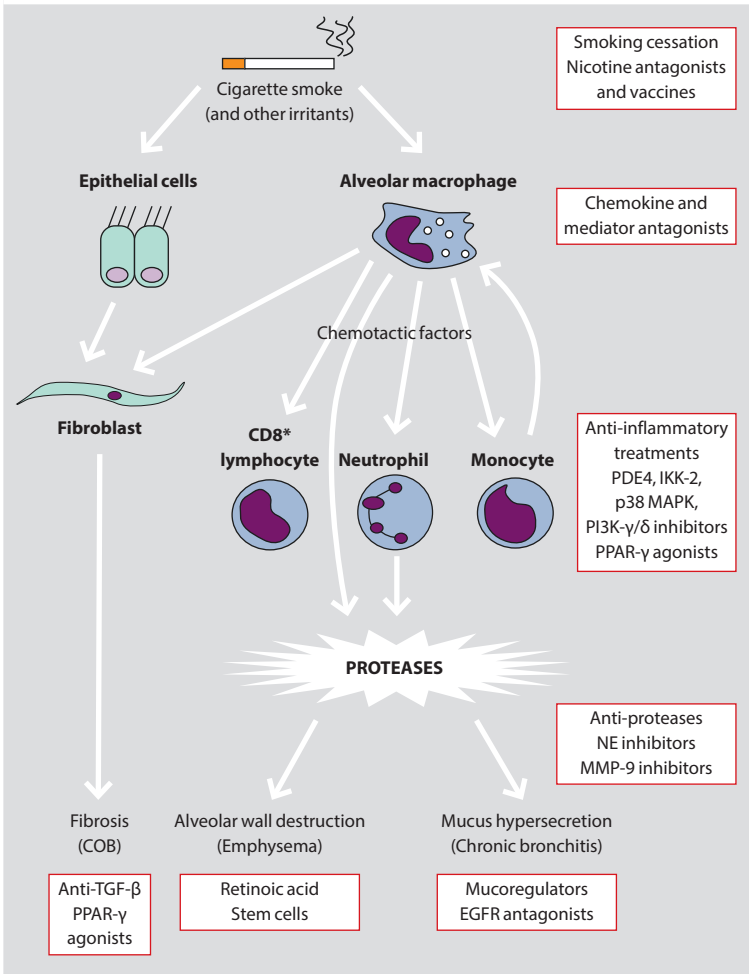 Smoking cessation
Nicotine antagonists
and vaccines
Cigarette smoke
(and other irritants)
Epithelial cells
Alveolar macrophage
Chemokine and
mediator antagonists
Chemotactic factors
Fibroblast
CD8*
lymphocyte
Neutrophil
Monocyte
Anti-inflammatory
treatments
PDE4, IKK-2,
p38 MAPK,
PI3K-γ/δ inhibitors
PPAR-γ agonists
PROTEASES
Anti-proteases
NE inhibitors
MMP-9 inhibitors
Fibrosis
(COB)
Alveolar wall destruction
(Emphysema)
Mucus hypersecretion
(Chronic bronchitis)
Anti-TGF-β
PPAR-γ
agonists
Retinoic acid
Stem cells
Mucoregulators
EGFR antagonists